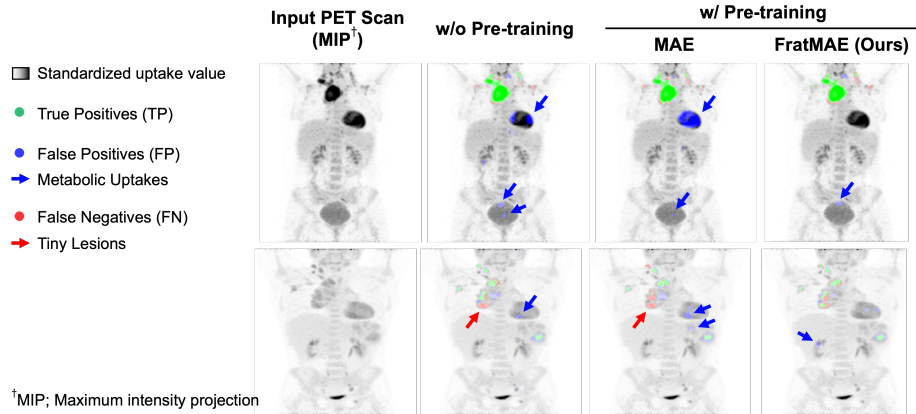 Input PET Scan
(MIP†)
w/o Pre-training
w/ Pre-training
MAE
FratMAE (Ours)
Standardized uptake value
True Positives (TP)
False Positives (FP)
Metabolic Uptakes
False Negatives (FN)
Tiny Lesions
†MIP; Maximum intensity projection